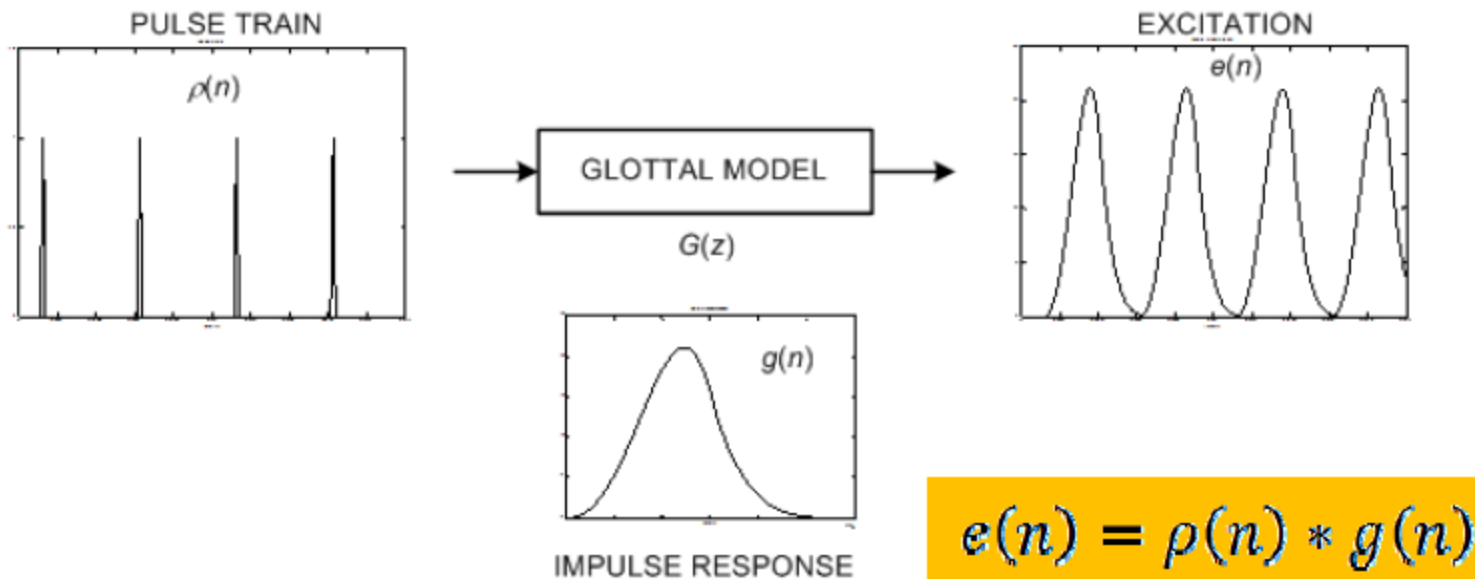 PULSE TRAIN
ρ(n)
GLOTTAL MODEL
G(z)
EXCITATION
e(n)
g(n)
IMPULSE RESPONSE
e(n) = ρ(n) * g(n)